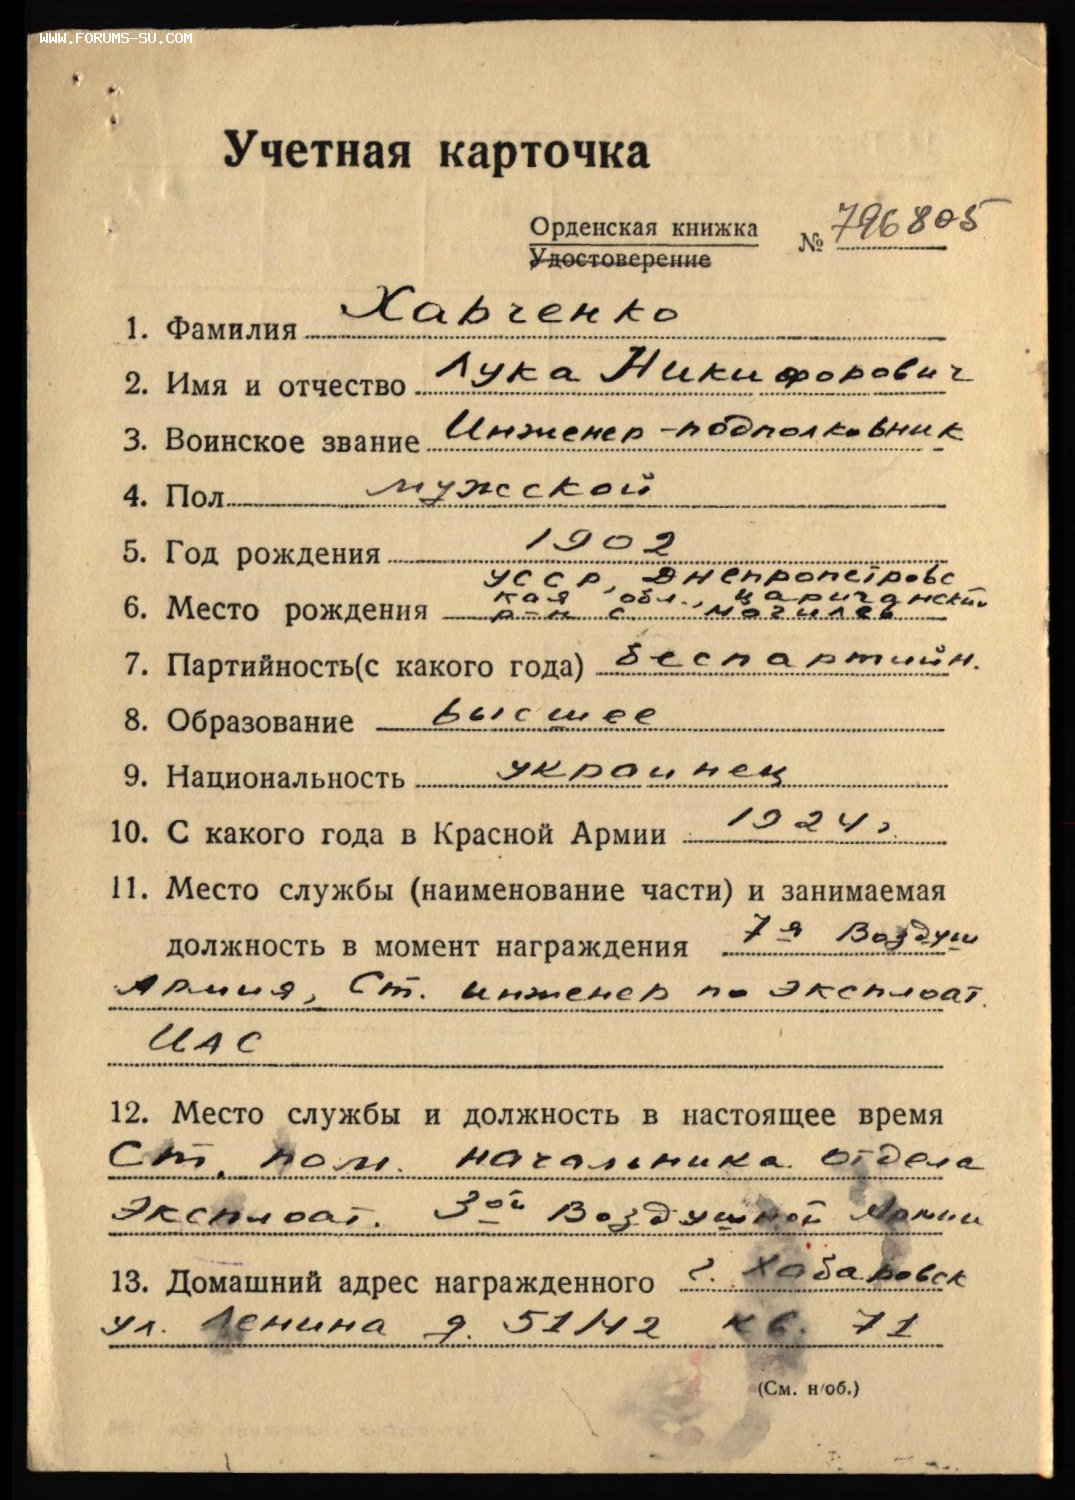 WWW.FORUMS-SU.COM
Учетная карточка
Орденская книжка
Удостоверение
№ 796805
1. Фамилия Харченко
2. Имя и отчество Лука Никифорович
3. Воинское звание Инженер-подполковник
4. Пол мужской
5. Год рождения 1902
УССР, Днепропетровс
кая обл., Царичанский
6. Место рождения р-н с. Могилев
7. Партийность(с какого года) беспартийн.
8. Образование высшее
9. Национальность украинец
10. С какого года в Красной Армии 1924 г.
11. Место службы (наименование части) и занимаемая
должность в момент награждения 7я Воздуш
Армия, Ст. инженер по эксплоат.
ИАС
12. Место службы и должность в настоящее время
Ст. пом. начальника отдела
Эксплоат. 3ой Воздушной Армии
13. Домашний адрес награжденного г. Хабаровск
ул. Ленина д. 51/42 кв. 71
(См. н/об.)